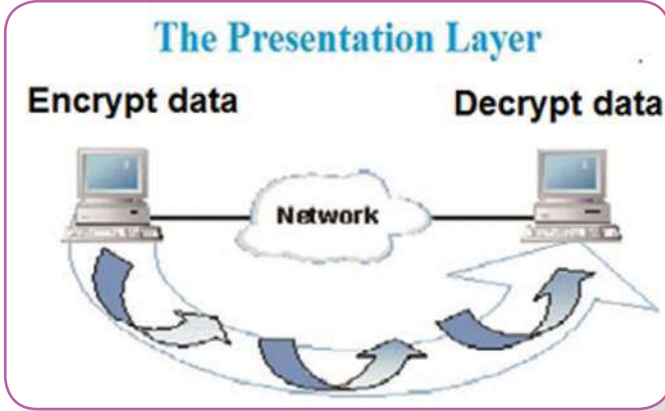 The Presentation Layer
Encrypt data
Decrypt data
Network